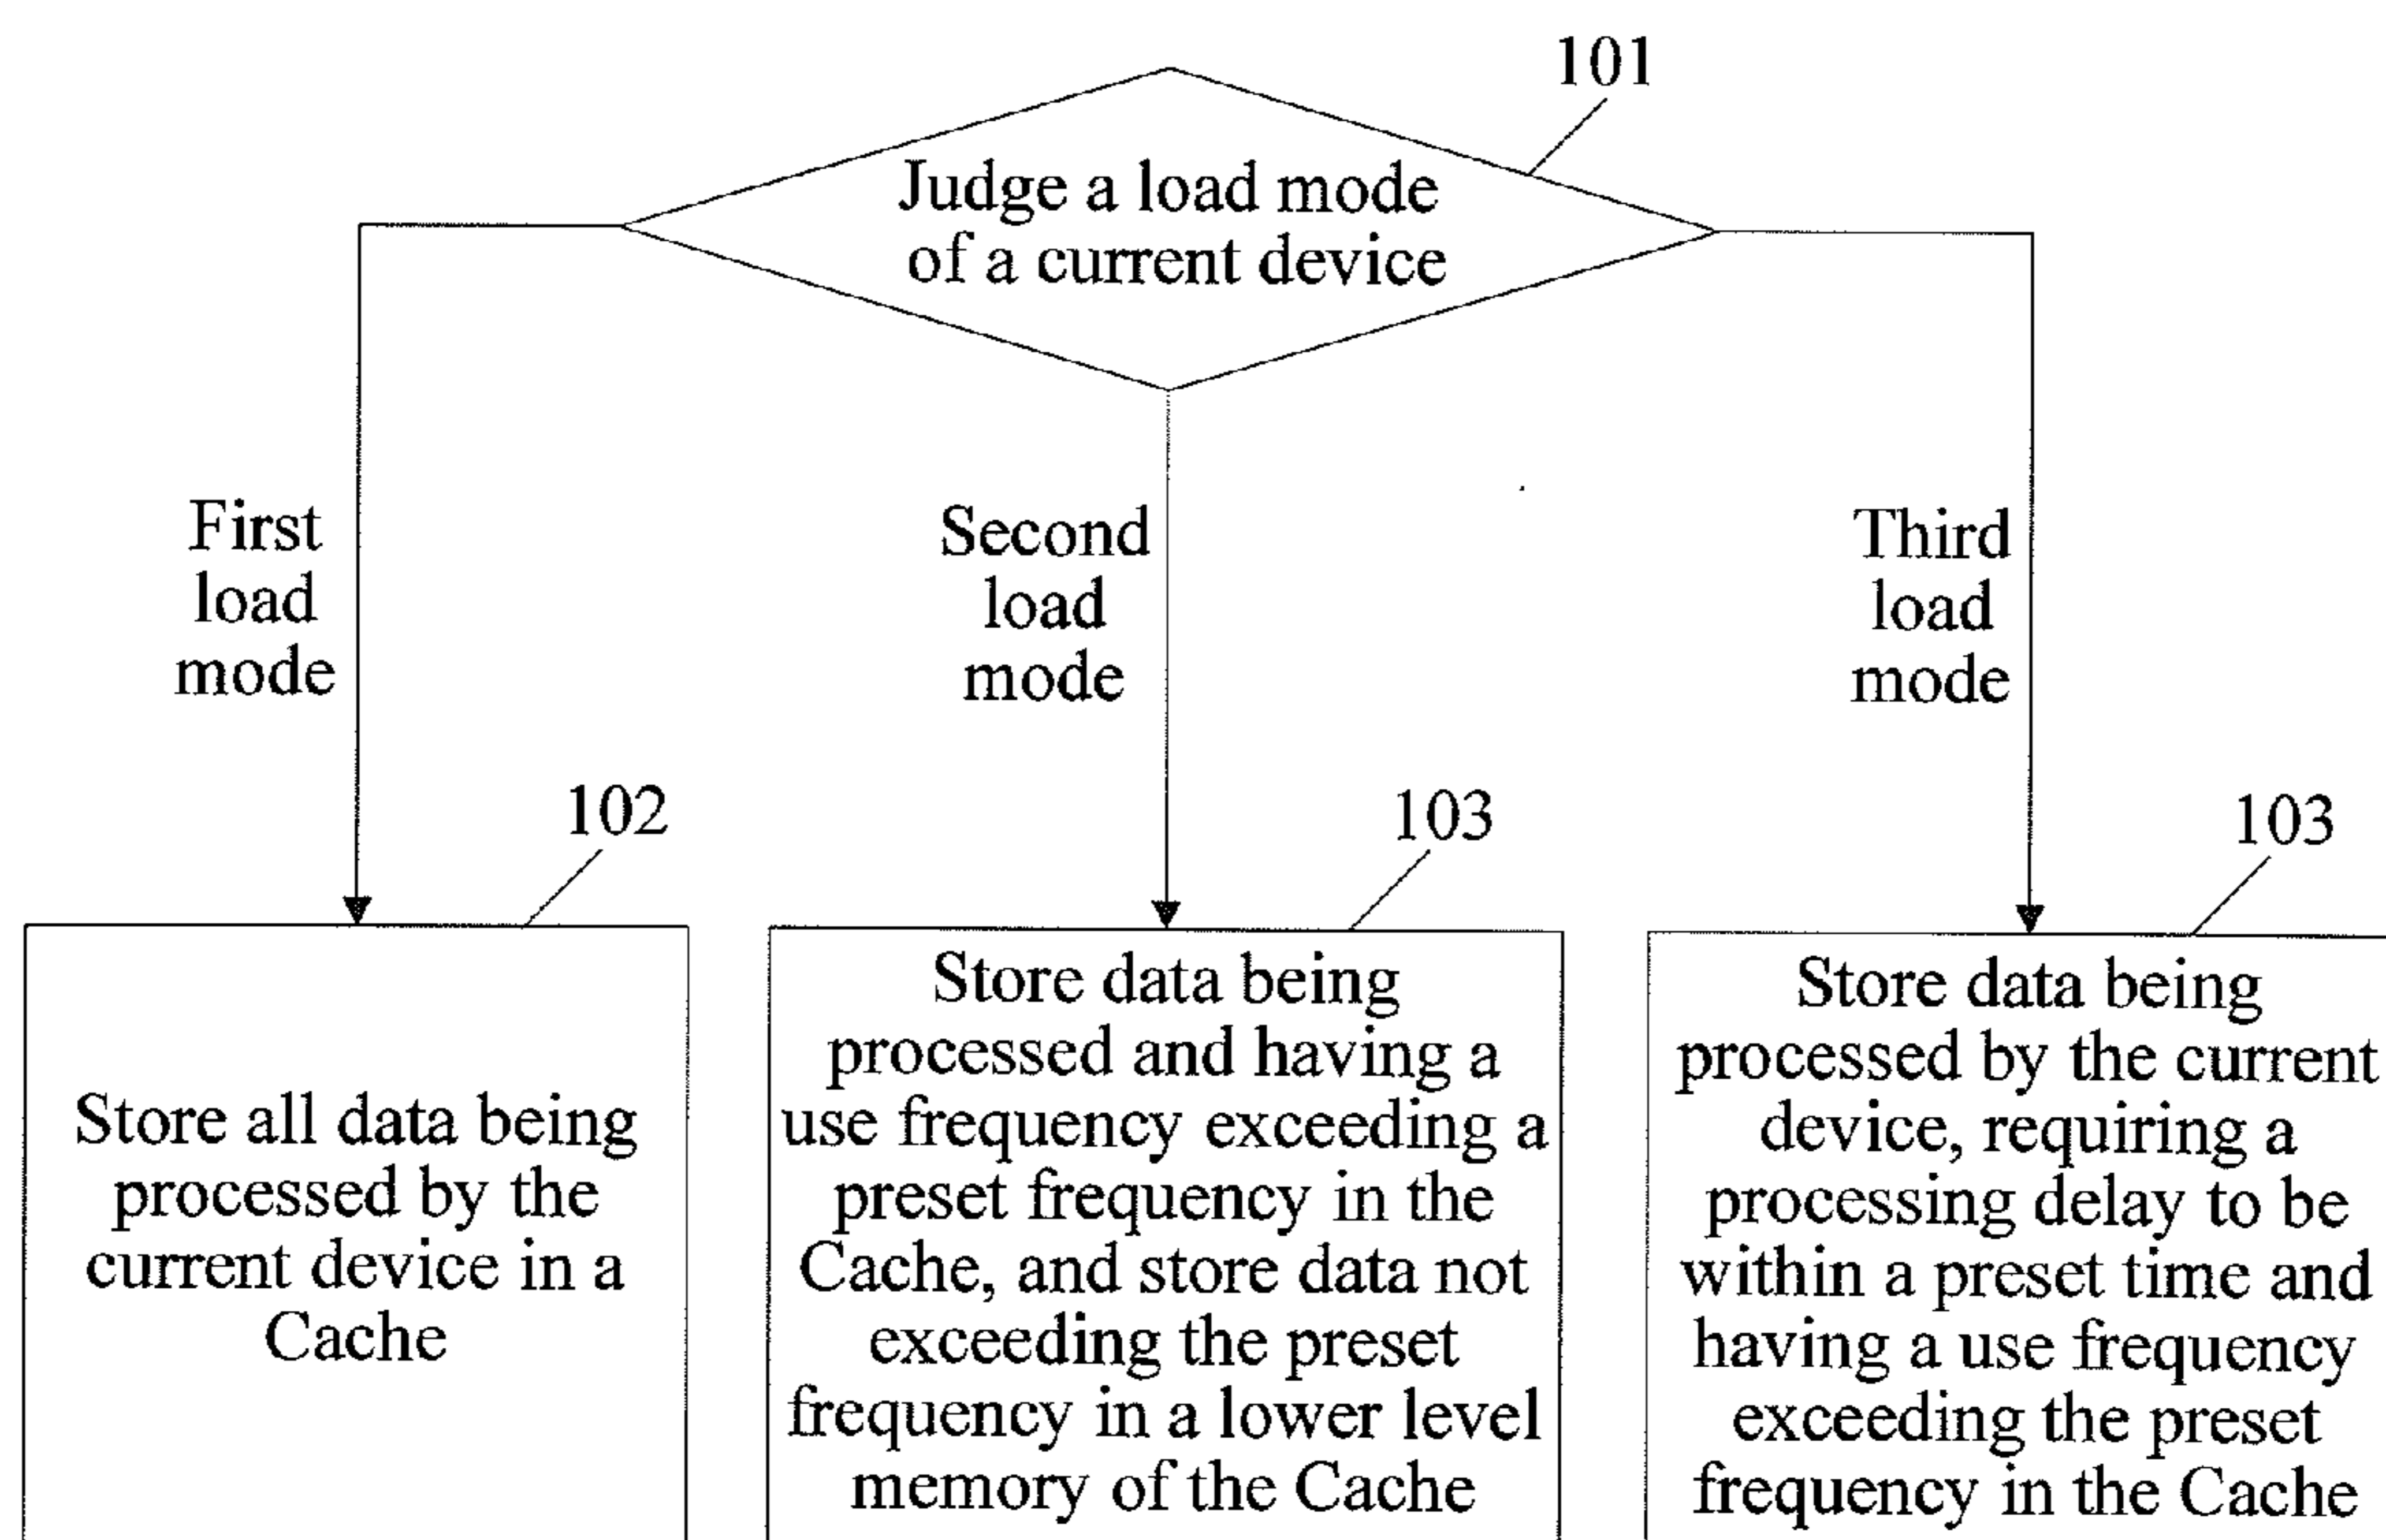 101
Judge a load mode
of a current device
First
load
mode
Second
load
mode
Third
load
mode
102
103
103
Store all data being
processed by the
current device in a
Cache
Store data being
processed and having a
use frequency exceeding a
preset frequency in the
Cache, and store data not
exceeding the preset
frequency in a lower level
memory of the Cache
Store data being
processed by the current
device, requiring a
processing delay to be
within a preset time and
having a use frequency
exceeding the preset
frequency in the Cache